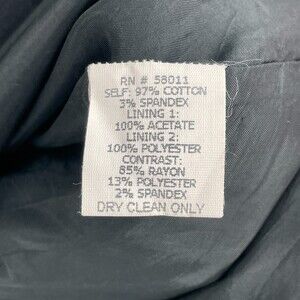 RN # 58011
SELF: 97% COTTON
3% SPANDEX
LINING 1:
100% ACETATE
LINING 2:
100% POLYESTER
CONTRAST:
85% RAYON
13% POLYESTER
2% SPANDEX
DRY CLEAN ONLY